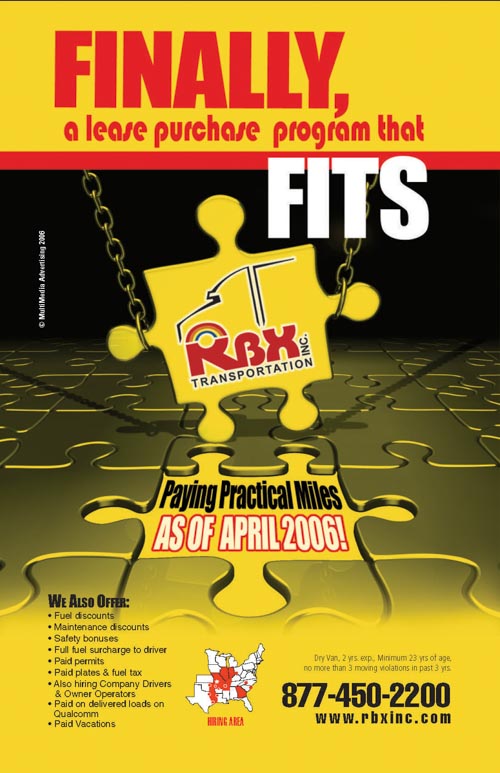 FINALLY,
a lease purchase program that
FITS
© MultiMedia Advertising 2006
RBX
TRANSPORTATION INC.
Paying Practical Miles
AS OF APRIL 2006!
WE ALSO OFFER:
• Fuel discounts
• Maintenance discounts
• Safety bonuses
• Full fuel surcharge to driver
• Paid permits
• Paid plates & fuel tax
• Also hiring Company Drivers
& Owner Operators
• Paid on delivered loads on
Qualcomm
• Paid Vacations
HIRING AREA
Dry Van, 2 yrs. exp., Minimum 23 yrs of age,
no more than 3 moving violations in past 3 yrs.
877-450-2200
www.rbxinc.com